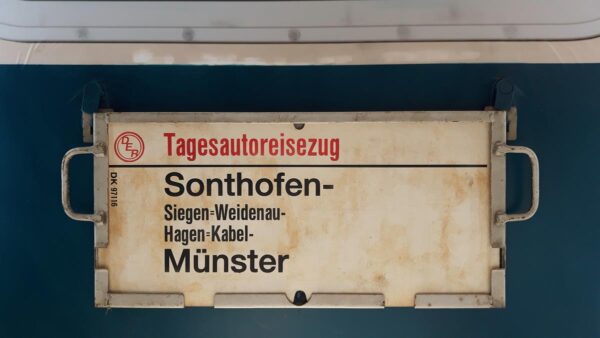 DER
Tagesautoreisezug
DK 97116
Sonthofen-
Siegen=Weidenau-
Hagen=Kabel-
Münster